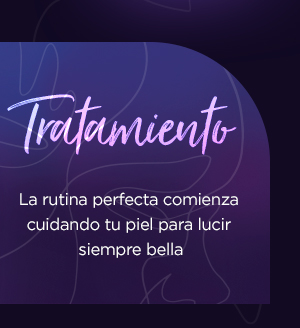 Tratamiento
La rutina perfecta comienza
cuidando tu piel para lucir
siempre bella